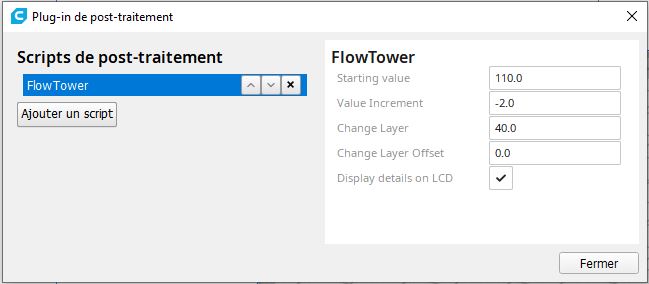 Plug-in de post-traitement
Scripts de post-traitement
FlowTower
Ajouter un script
FlowTower
Starting value
110.0
Value Increment
-2.0
Change Layer
40.0
Change Layer Offset
0.0
Display details on LCD
Fermer